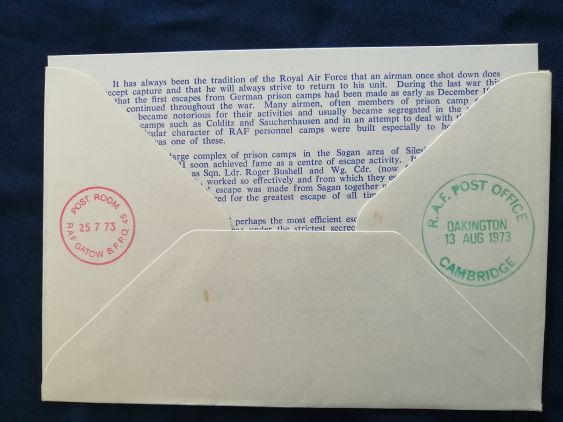 It has always been the tradition of the Royal Air Force that an airman once shot down does
cept capture and that he will always strive to return to his unit. During the last war this
that the first escapes from German prison camps had been made as early as December
continued throughout the war. Many airmen, often members of prison camp
became notorious for their activities and usually became segregated in the
camps such as Colditz and Sauchenhausen and in an attempt to deal with
cular character of RAF personnel camps were built especially to
was one of these.
large complex of prison camps in the Sagan area of
soon achieved fame as a centre of escape activity.
as Sqn. Ldr. Roger Bushell and Wg. Cdr. (now
worked so effectively and from which they
escape was made from Sagan together
red for the greatest escape of all
perhaps the most efficient
under the strictest
POST ROOM 45
25 7 73
RAF GATOW B.F.P.O.
R.A.F. POST OFFICE
OAKINGTON
13 AUG 1973
CAMBRIDGE